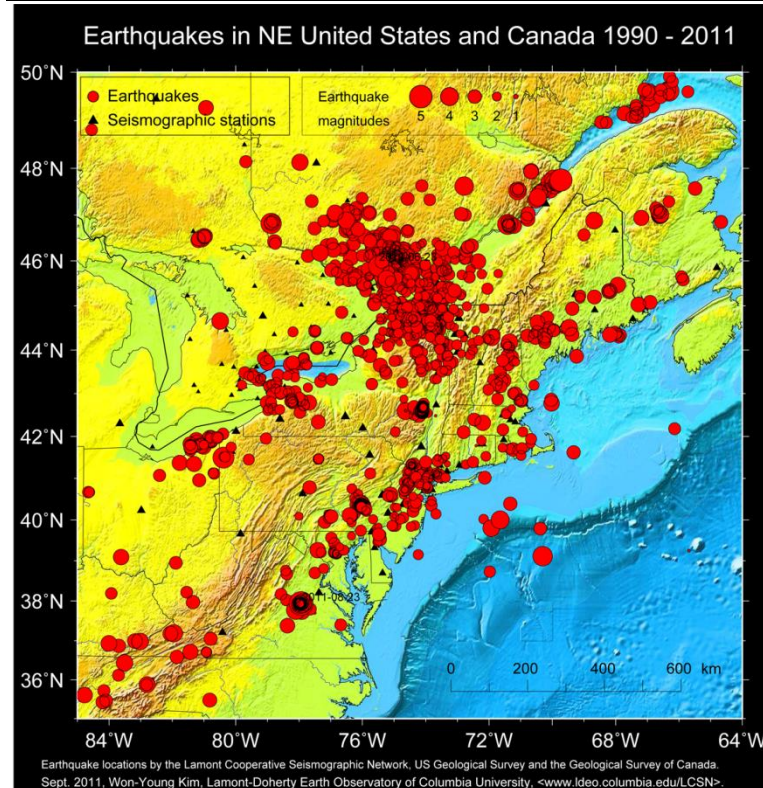 Earthquakes in NE United States and Canada 1990 - 2011
50°N
Earthquakes
Seismographic stations
Earthquake
magnitudes
5 4 3 2 1
48°N
46°N
44°N
42°N
40°N
38°N
2011-08-23
36°N
0 200 400 600 km
84°W 80°W 76°W 72°W 68°W 64°W
Earthquake locations by the Lamont Cooperative Seismographic Network, US Geological Survey and the Geological Survey of Canada.
Sept. 2011, Won-Young Kim, Lamont-Doherty Earth Observatory of Columbia University, <www.ldeo.columbia.edu/LCSN>.